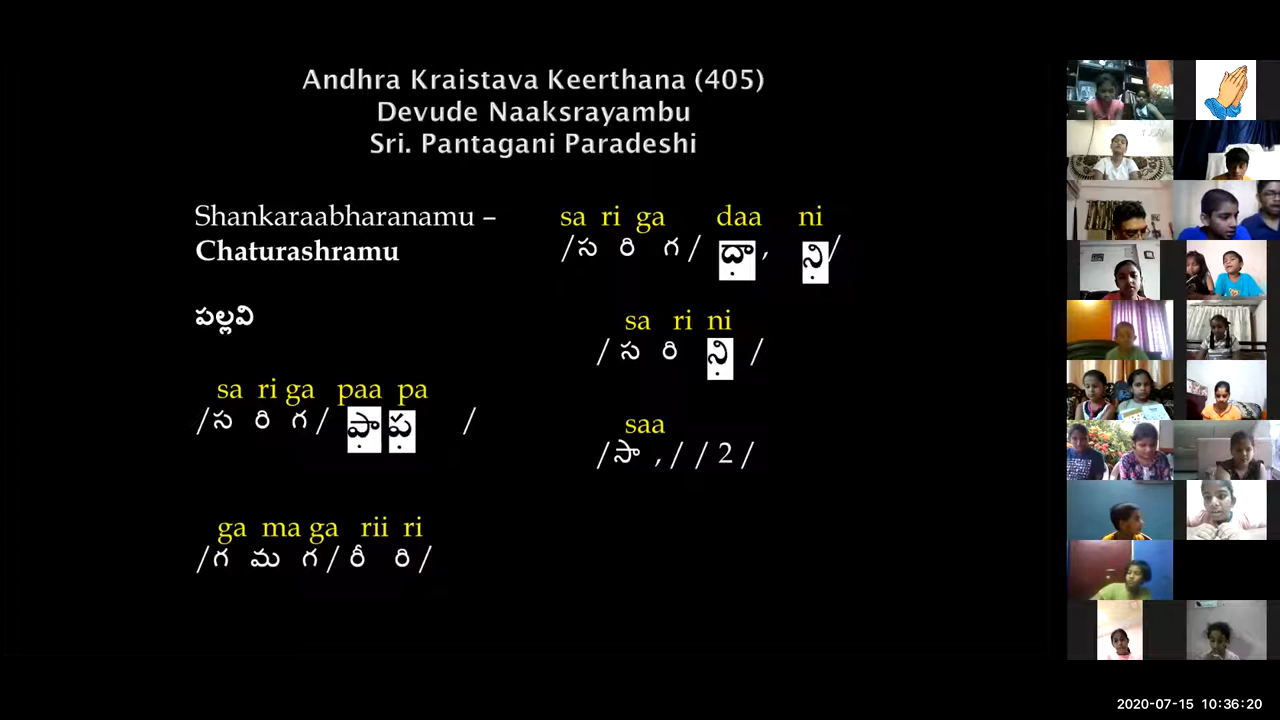 Andhra Kraistava Keerthana (405)
Devude Naaksrayambu
Sri. Pantagani Paradeshi
Shankaraabharanamu –
Chaturashramu
పల్లవి
sa ri ga paa pa
/స రి గ/ పా ప /
ga ma ga rii ri
/గ మ గ/ రీ రి/
sa ri ga daa ni
/స రి గ/ దా , ని/
sa ri ni
/ స రి ని /
saa
/సా ,/ / 2 /
2020-07-15 10:36:20